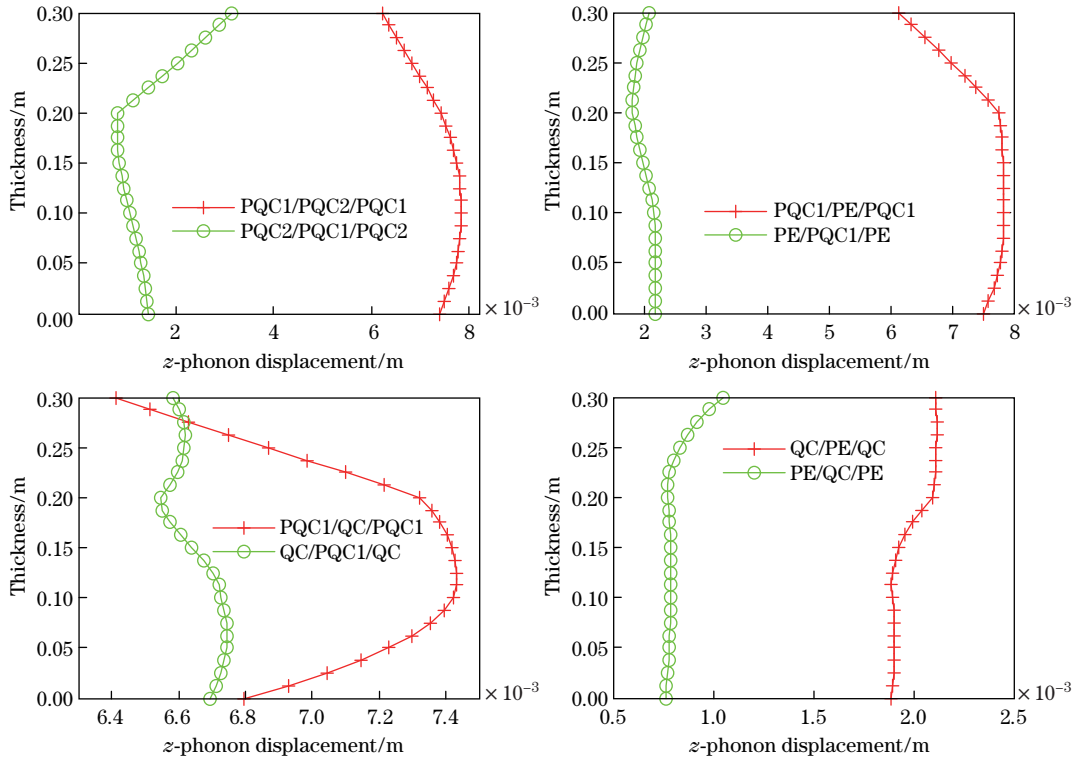 0.30
0.25
0.20
0.15
0.10
0.05
0.00
Thickness/m
PQC1/PQC2/PQC1
PQC2/PQC1/PQC2
2 4 6 8
×10⁻³
z-phonon displacement/m
0.30
0.25
0.20
0.15
0.10
0.05
0.00
Thickness/m
PQC1/PE/PQC1
PE/PQC1/PE
2 3 4 5 6 7 8
×10⁻³
z-phonon displacement/m
0.30
0.25
0.20
0.15
0.10
0.05
0.00
Thickness/m
PQC1/QC/PQC1
QC/PQC1/QC
6.4 6.6 6.8 7.0 7.2 7.4
×10⁻³
z-phonon displacement/m
0.30
0.25
0.20
0.15
0.10
0.05
0.00
Thickness/m
QC/PE/QC
PE/QC/PE
0.5 1.0 1.5 2.0 2.5
×10⁻³
z-phonon displacement/m